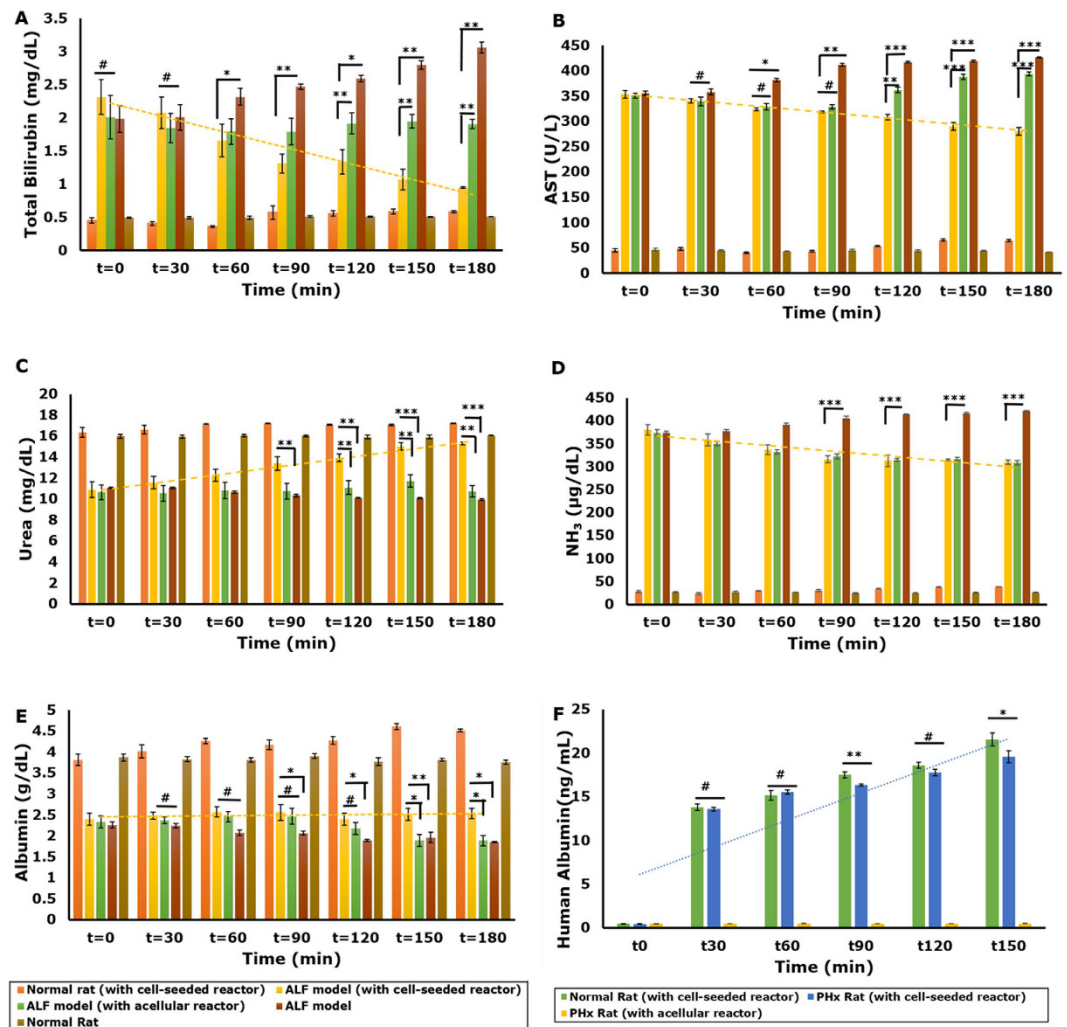 A
Total Bilirubin (mg/dL)
3.5
3
2.5
2
1.5
1
0.5
0
# # * ** * ** **
** ** **
t=0 t=30 t=60 t=90 t=120 t=150 t=180
Time (min)
B
AST (U/L)
450
400
350
300
250
200
150
100
50
0
# * ** *** *** ***
# # ** *** ***
t=0 t=30 t=60 t=90 t=120 t=150 t=180
Time (min)
C
Urea (mg/dL)
20
18
16
14
12
10
8
6
4
2
0
** ** *** ***
** ** **
t=0 t=30 t=60 t=90 t=120 t=150 t=180
Time (min)
D
NH3 (µg/dL)
450
400
350
300
250
200
150
100
50
0
*** *** *** ***
t=0 t=30 t=60 t=90 t=120 t=150 t=180
Time (min)
E
Albumin (g/dL)
5
4.5
4
3.5
3
2.5
2
1.5
1
0.5
0
# # * * ** *
# # * *
t=0 t=30 t=60 t=90 t=120 t=150 t=180
Time (min)
F
Human Albumin(ng/mL)
25
20
15
10
5
0
# # ** # *
t0 t30 t60 t90 t120 t150
Time (min)
Normal rat (with cell-seeded reactor) ALF model (with cell-seeded reactor)
ALF model (with acellular reactor) ALF model
Normal Rat
Normal Rat (with cell-seeded reactor) PHx Rat (with cell-seeded reactor)
PHx Rat (with acellular reactor)